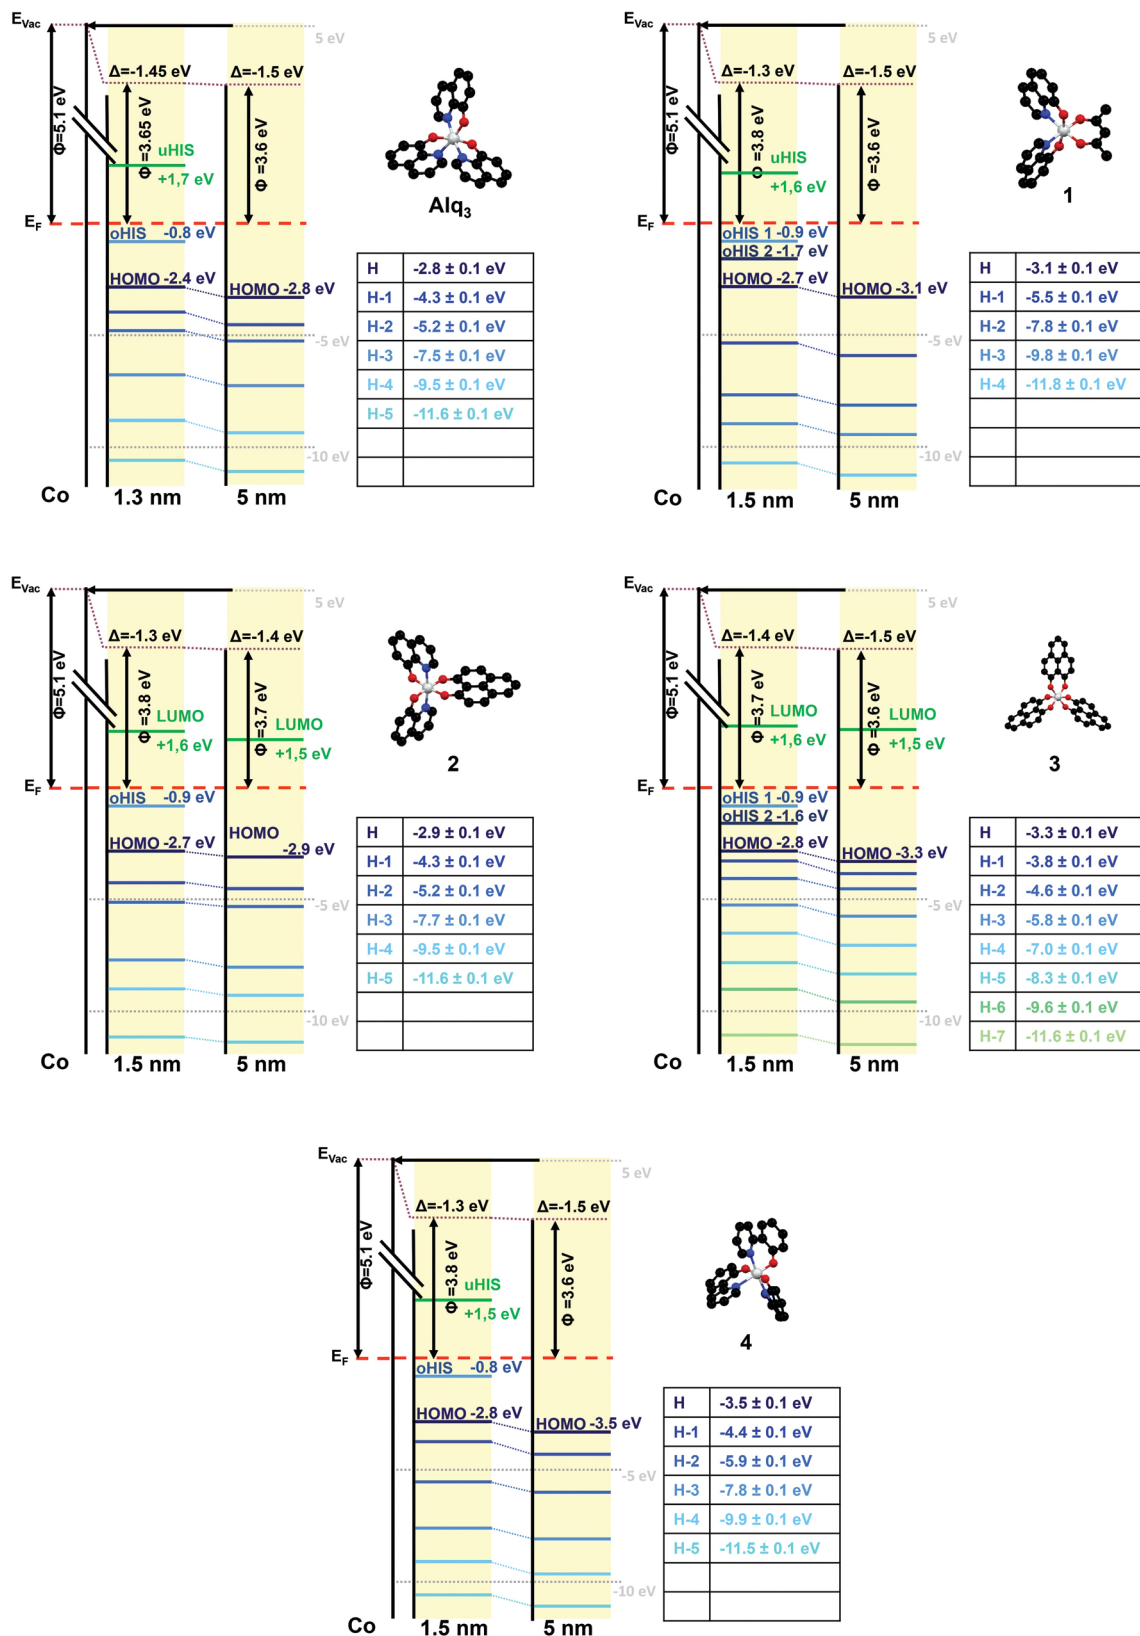 E_Vac
5 eV
Δ=-1.45 eV
Δ=-1.5 eV
Φ=5.1 eV
Φ =3.65 eV
Φ =3.6 eV
uHIS
+1,7 eV
E_F
oHIS -0.8 eV
HOMO -2.4 eV
HOMO -2.8 eV
-5 eV
-10 eV
Co
1.3 nm
5 nm
Alq3
H -2.8 ± 0.1 eV
H-1 -4.3 ± 0.1 eV
H-2 -5.2 ± 0.1 eV
H-3 -7.5 ± 0.1 eV
H-4 -9.5 ± 0.1 eV
H-5 -11.6 ± 0.1 eV
E_Vac
5 eV
Δ=-1.3 eV
Δ=-1.5 eV
Φ=5.1 eV
Φ =3.8 eV
Φ =3.6 eV
uHIS
+1,6 eV
E_F
oHIS 1 -0.9 eV
oHIS 2 -1.7 eV
HOMO -2.7 eV
HOMO -3.1 eV
-5 eV
-10 eV
Co
1.5 nm
5 nm
1
H -3.1 ± 0.1 eV
H-1 -5.5 ± 0.1 eV
H-2 -7.8 ± 0.1 eV
H-3 -9.8 ± 0.1 eV
H-4 -11.8 ± 0.1 eV
E_Vac
5 eV
Δ=-1.3 eV
Δ=-1.4 eV
Φ=5.1 eV
Φ =3.8 eV
Φ =3.7 eV
LUMO
+1,6 eV
LUMO
+1,5 eV
E_F
oHIS -0.9 eV
HOMO -2.7 eV
HOMO
-2.9 eV
-5 eV
-10 eV
Co
1.5 nm
5 nm
2
H -2.9 ± 0.1 eV
H-1 -4.3 ± 0.1 eV
H-2 -5.2 ± 0.1 eV
H-3 -7.7 ± 0.1 eV
H-4 -9.5 ± 0.1 eV
H-5 -11.6 ± 0.1 eV
E_Vac
5 eV
Δ=-1.4 eV
Δ=-1.5 eV
Φ=5.1 eV
Φ =3.7 eV
Φ =3.6 eV
LUMO
+1,6 eV
LUMO
+1,5 eV
E_F
oHIS 1 -0.9 eV
oHIS 2 -1.6 eV
HOMO -2.8 eV
HOMO -3.3 eV
-5 eV
-10 eV
Co
1.5 nm
5 nm
3
H -3.3 ± 0.1 eV
H-1 -3.8 ± 0.1 eV
H-2 -4.6 ± 0.1 eV
H-3 -5.8 ± 0.1 eV
H-4 -7.0 ± 0.1 eV
H-5 -8.3 ± 0.1 eV
H-6 -9.6 ± 0.1 eV
H-7 -11.6 ± 0.1 eV
E_Vac
5 eV
Δ=-1.3 eV
Δ=-1.5 eV
Φ=5.1 eV
Φ =3.8 eV
Φ =3.6 eV
uHIS
+1,5 eV
E_F
oHIS -0.8 eV
HOMO -2.8 eV
HOMO -3.5 eV
-5 eV
-10 eV
Co
1.5 nm
5 nm
4
H -3.5 ± 0.1 eV
H-1 -4.4 ± 0.1 eV
H-2 -5.9 ± 0.1 eV
H-3 -7.8 ± 0.1 eV
H-4 -9.9 ± 0.1 eV
H-5 -11.5 ± 0.1 eV